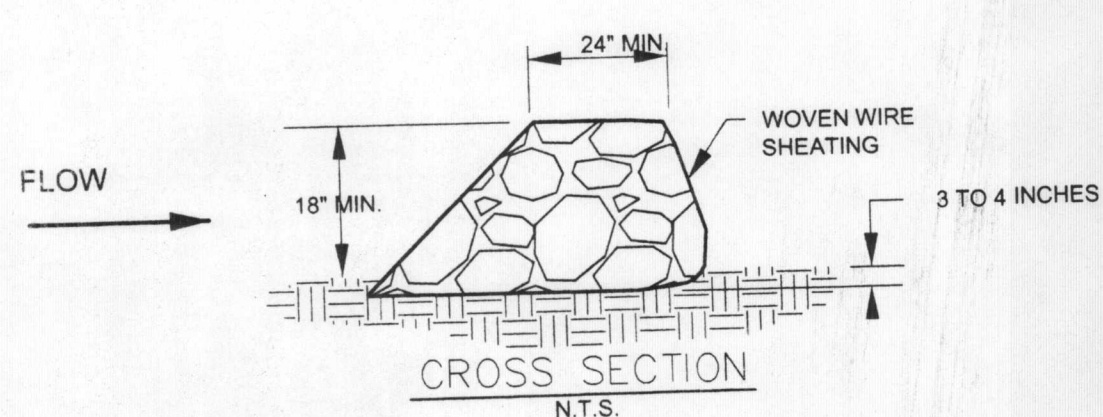 24" MIN
WOVEN WIRE
SHEATING
FLOW
18" MIN.
3 TO 4 INCHES
CROSS SECTION
N.T.S.